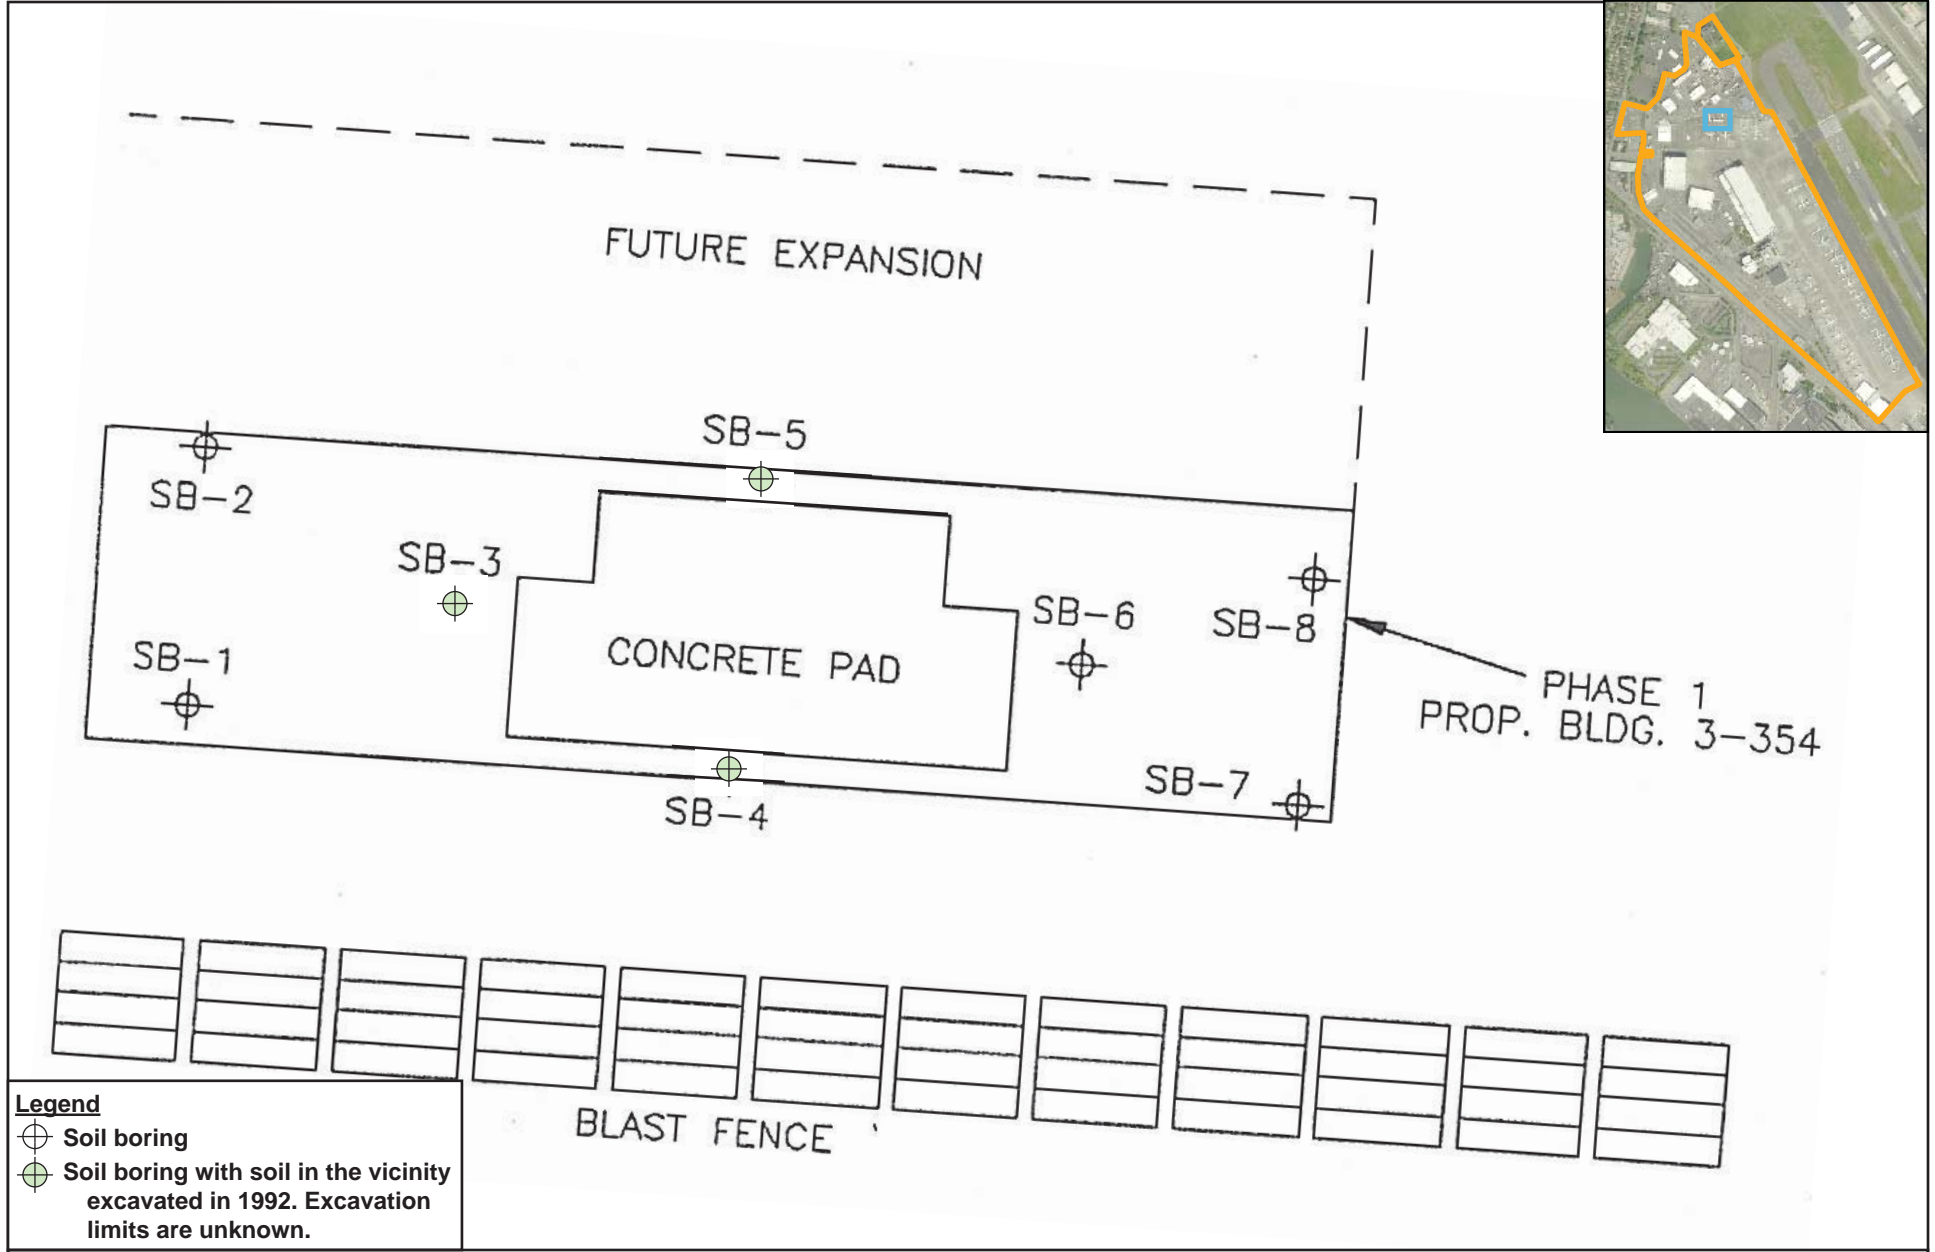 FUTURE EXPANSION
SB-5
SB-2
SB-3
SB-6
SB-8
SB-1
CONCRETE PAD
PHASE 1
PROP. BLDG. 3-354
SB-7
SB-4
BLAST FENCE
Legend
Soil boring
Soil boring with soil in the vicinity
excavated in 1992. Excavation
limits are unknown.